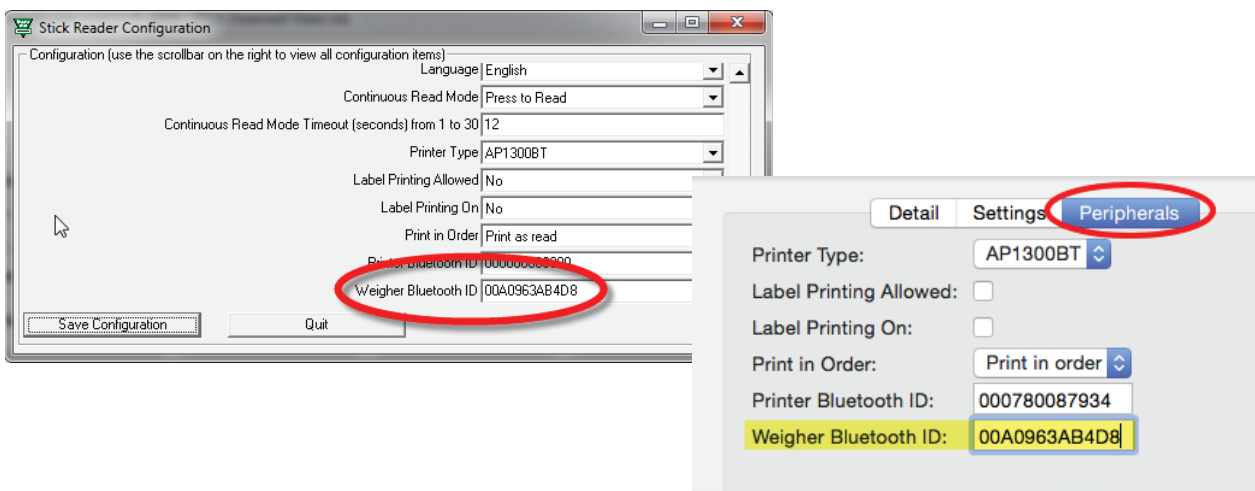 Stick Reader Configuration
Configuration (use the scrollbar on the right to view all configuration items)
Language English
Continuous Read Mode Press to Read
Continuous Read Mode Timeout (seconds) from 1 to 30 12
Printer Type AP1300BT
Label Printing Allowed No
Label Printing On No
Print in Order Print as read
Printer Bluetooth ID
Weigher Bluetooth ID 00A0963AB4D8
Save Configuration Quit
Detail Settings Peripherals
Printer Type: AP1300BT
Label Printing Allowed:
Label Printing On:
Print in Order: Print in order
Printer Bluetooth ID: 000780087934
Weigher Bluetooth ID: 00A0963AB4D8